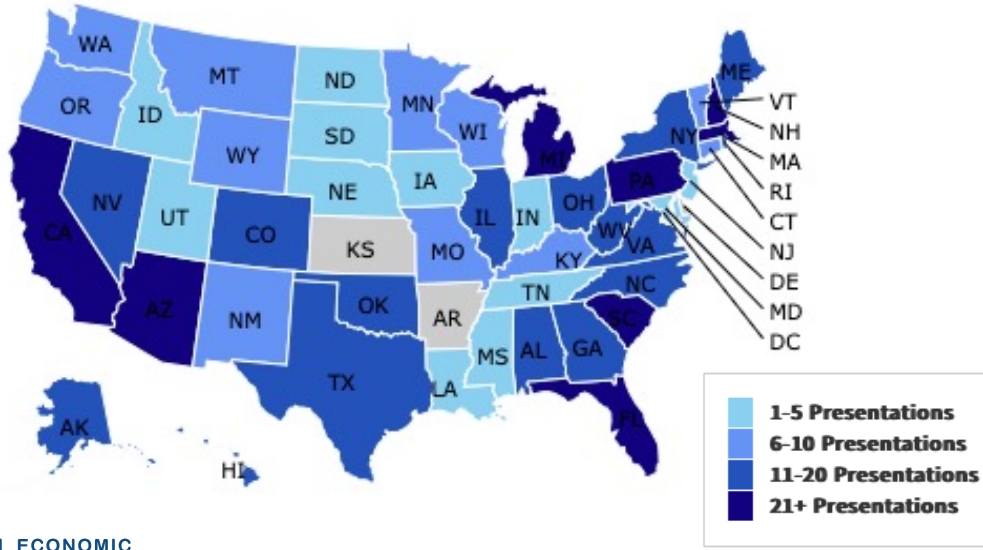 WA
MT
ND
MN
OR
ID
SD
WI
WY
NE
IA
MI
NV
UT
CO
KS
MO
IL
IN
OH
KY
WV
VA
PA
NY
ME
VT
NH
MA
RI
CT
NJ
DE
MD
DC
CA
AZ
NM
OK
AR
TN
NC
SC
TX
LA
MS
AL
GA
FL
AK
HI
1-5 Presentations
6-10 Presentations
11-20 Presentations
21+ Presentations
ECONOMIC